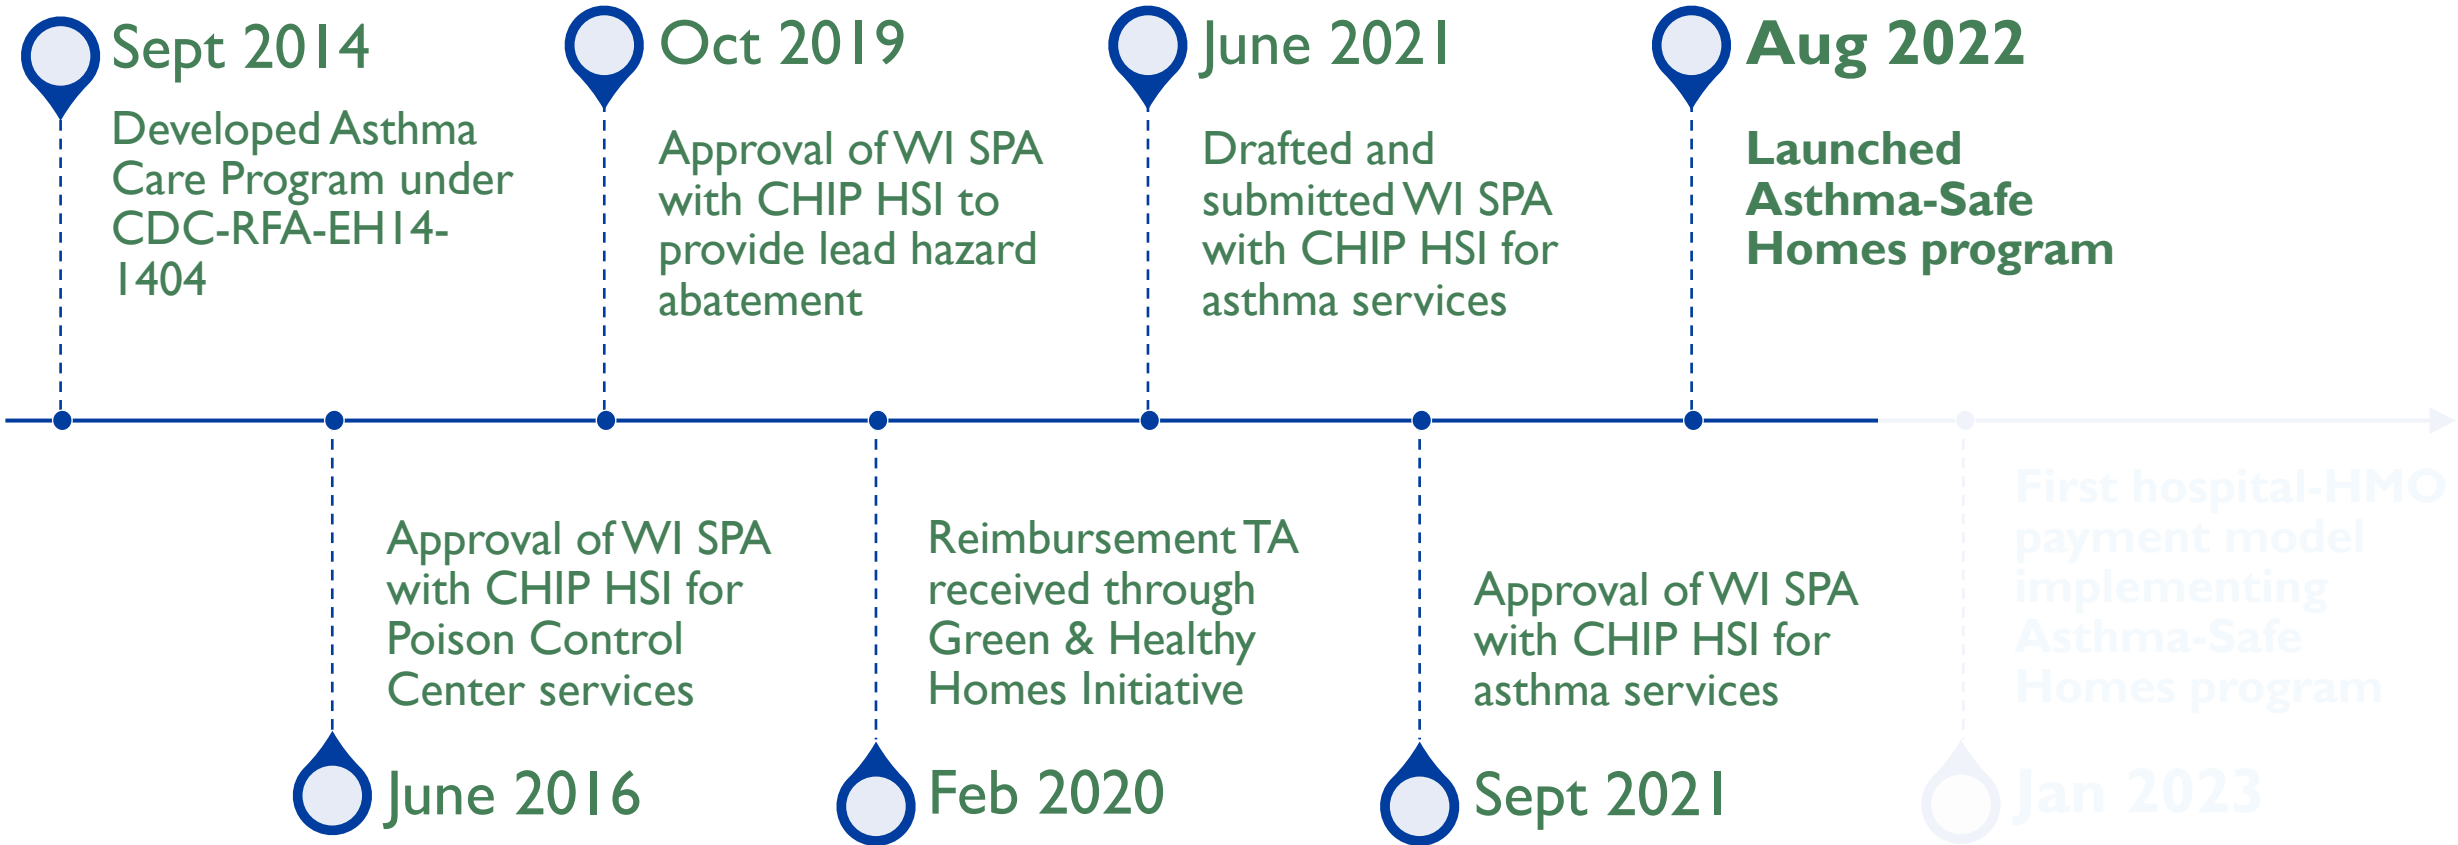 Sept 2014
Developed Asthma
Care Program under
CDC-RFA-EH14-
1404
June 2016
Approval of WI SPA
with CHIP HSI for
Poison Control
Center services
Oct 2019
Approval of WI SPA
with CHIP HSI to
provide lead hazard
abatement
Feb 2020
Reimbursement TA
received through
Green & Healthy
Homes Initiative
June 2021
Drafted and
submitted WI SPA
with CHIP HSI for
asthma services
Sept 2021
Approval of WI SPA
with CHIP HSI for
asthma services
Aug 2022
Launched
Asthma-Safe
Homes program
Jan 2023
First hospital-HMO
payment model
implementing
Asthma-Safe
Homes program